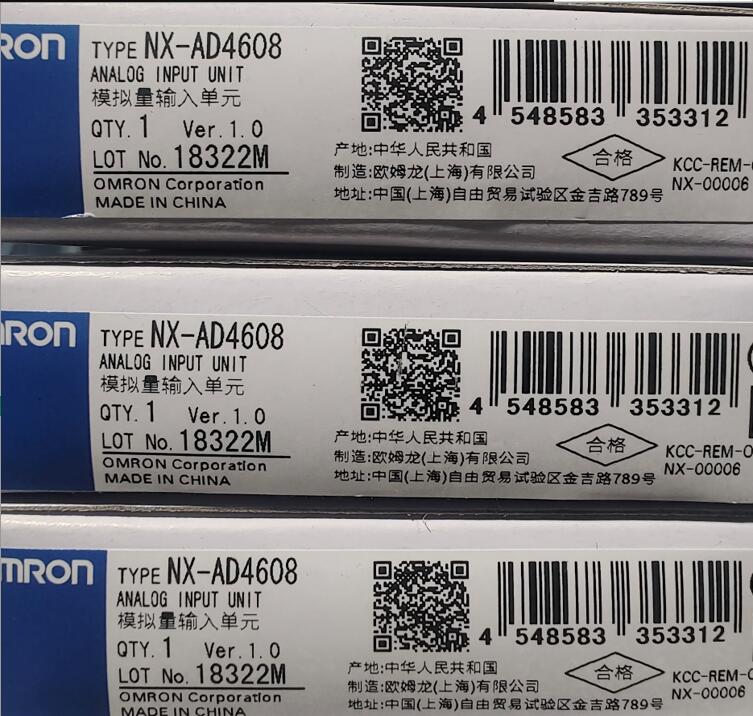 RON
TYPE NX-AD4608
ANALOG INPUT UNIT
模拟量输入单元
QTY. 1 Ver.1.0
LOT No. 18322M
OMRON Corporation
MADE IN CHINA
4 548583 353312
产地:中华人民共和国
制造:欧姆龙(上海)有限公司
地址:中国(上海)自由贸易试验区金吉路789号
合格
KCC-REM-
NX-00006
RON
TYPE NX-AD4608
ANALOG INPUT UNIT
模拟量输入单元
QTY. 1 Ver.1.0
LOT No. 18322M
OMRON Corporation
MADE IN CHINA
4 548583 353312
产地:中华人民共和国
制造:欧姆龙(上海)有限公司
地址:中国(上海)自由贸易试验区金吉路789号
合格
KCC-REM-O
NX-00006
MRON
TYPE NX-AD4608
ANALOG INPUT UNIT
模拟量输入单元
QTY. 1 Ver.1.0
LOT No. 18322M
OMRON Corporation
MADE IN CHINA
4 548583 353312
产地:中华人民共和国
制造:欧姆龙(上海)有限公司
地址:中国(上海)自由贸易试验区金吉路789号
合格
KCC-REM-
NX-00006